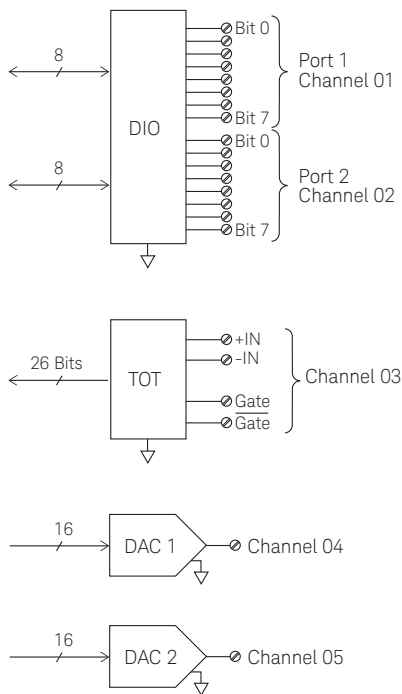 8
8
DIO
Bit 0
Bit 7
Bit 0
Bit 7
Port 1
Channel 01
Port 2
Channel 02
26 Bits
TOT
+IN
-IN
Gate
Gate
Channel 03
16
DAC 1
Channel 04
16
DAC 2
Channel 05